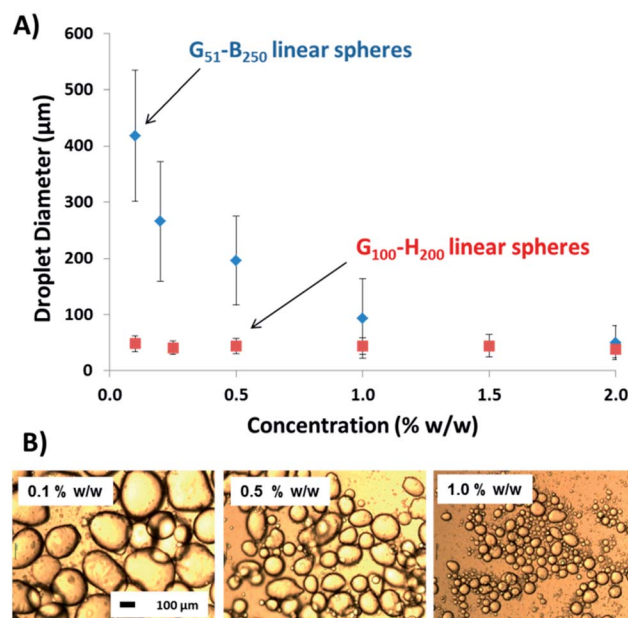 A)
600
500
400
300
200
100
0
Droplet Diameter (µm)
G51-B250 linear spheres
G100-H200 linear spheres
0.0 0.5 1.0 1.5 2.0
Concentration (% w/w)
B)
0.1 % w/w
0.5 % w/w
1.0 % w/w
100 µm